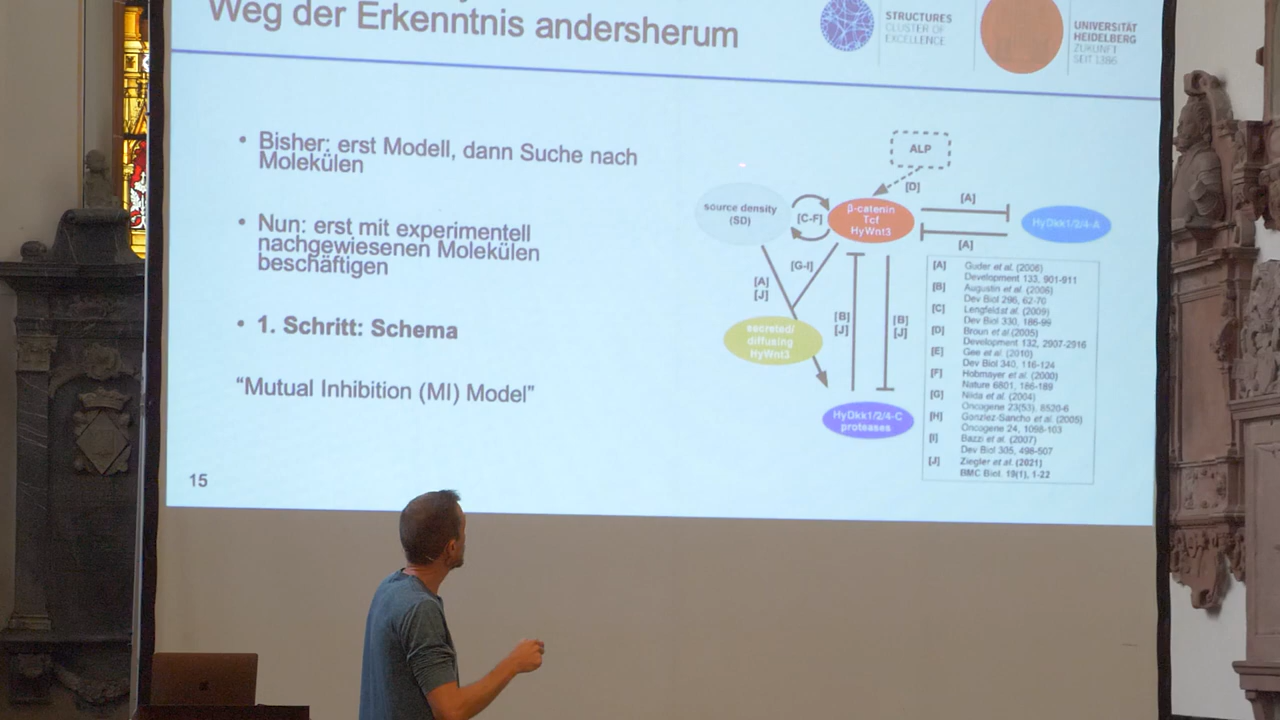 Weg der Erkenntnis andersherum
STRUCTURES
CLUSTER OF
EXCELLENCE
UNIVERSITÄT
HEIDELBERG
ZUKUNFT
SEIT 1386
• Bisher: erst Modell, dann Suche nach
Molekülen
• Nun: erst mit experimentell
nachgewiesenen Molekülen
beschäftigen
• 1. Schritt: Schema
“Mutual Inhibition (MI) Model”
15
ALP
[D]
source density
(SD)
[C-F]
β-catenin
Tcf
HyWnt3
[A]
HyDkk1/2/4-A
[A]
[G-I]
[A]
[J]
secreted/
diffusing
HyWnt3
[B]
[J]
[B]
[J]
HyDkk1/2/4-C
proteases
[A] Guder et al. (2006)
Development 133, 901-911
[B] Augustin et al. (2006)
Dev Biol 296, 62-70
[C] Lengfeld et al. (2009)
Dev Biol 330, 186-99
[D] Broun et al. (2005)
Development 132, 2907-2916
[E] Gee et al. (2010)
Dev Biol 340, 116-124
[F] Hobmayer et al. (2000)
Nature 6801, 186-189
[G] Niida et al. (2004)
Oncogene 23(53), 8520-6
[H] Gonzlez-Sancho et al. (2005)
Oncogene 24, 1098-103
[I] Bazzi et al. (2007)
Dev Biol 305, 498-507
[J] Ziegler et al. (2021)
BMC Biol. 19(1), 1-22